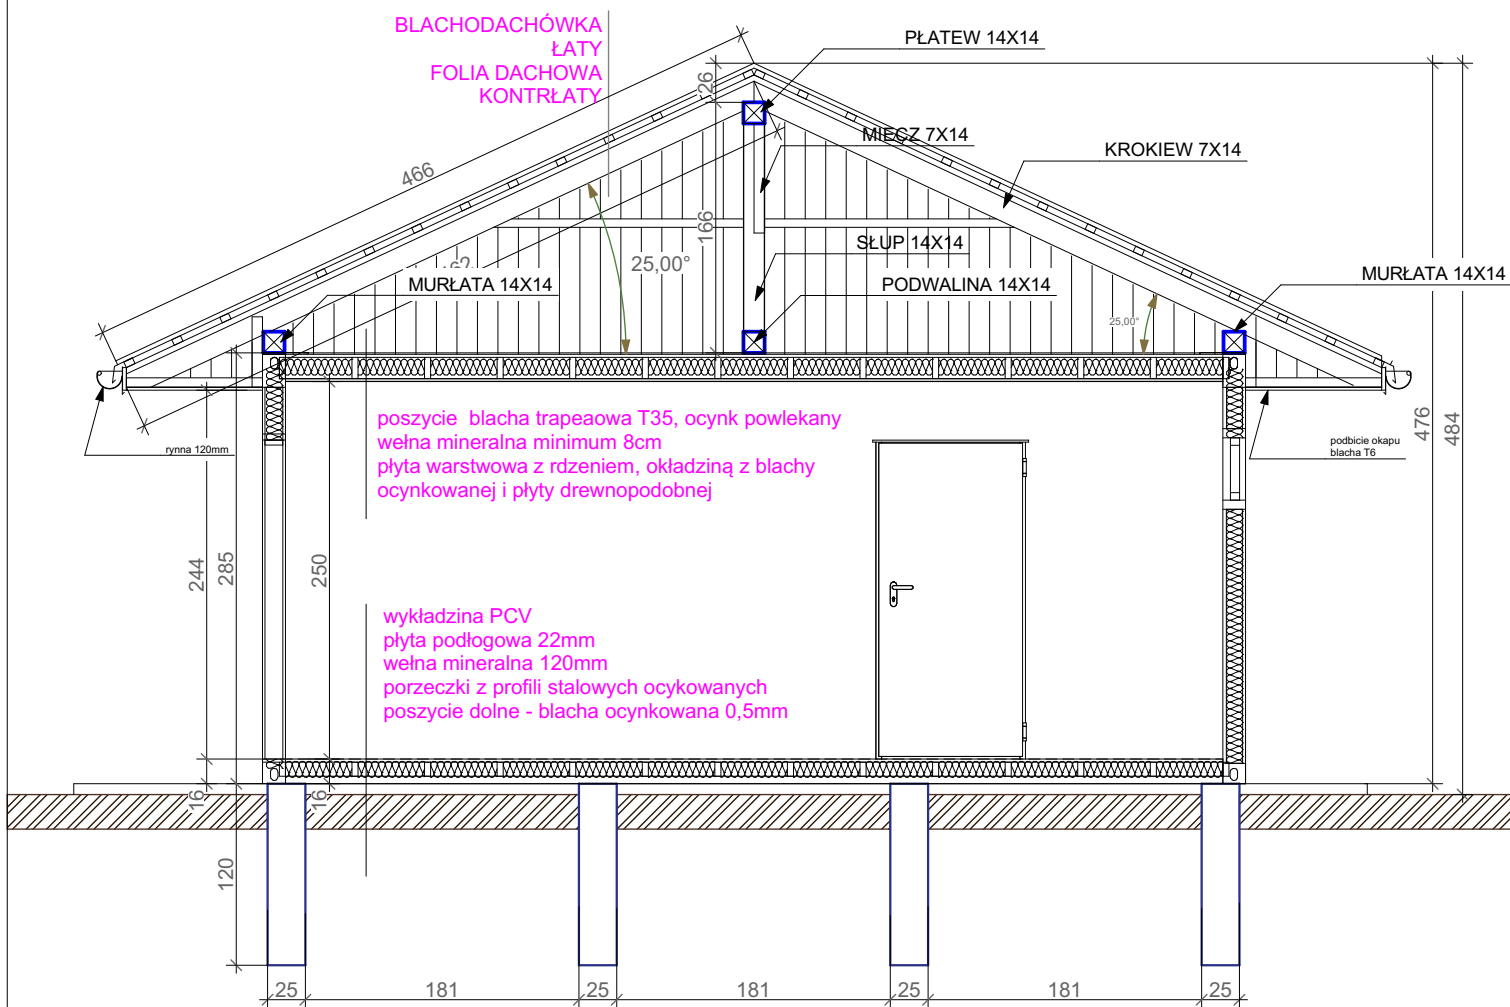 BLACHODACHÓWKA
ŁATY
FOLIA DACHOWA
KONTRŁATY
PŁATEW 14X14
26
MIECZ 7X14
KROKIEW 7X14
466
166
SŁUP 14X14
25,00°
MURŁATA 14X14
PODWALINA 14X14
MURŁATA 14X14
25,00°
476
484
rynna 120mm
podbicie okapu
blacha T6
poszycie blacha trapeaowa T35, ocynk powlekany
wełna mineralna minimum 8cm
płyta warstwowa z rdzeniem, okładziną z blachy
ocynkowanej i płyty drewnopodobnej
244
285
250
wykładzina PCV
płyta podłogowa 22mm
wełna mineralna 120mm
porzeczki z profili stalowych ocykowanych
poszycie dolne - blacha ocynkowana 0,5mm
16
16
120
25
181
25
181
25
181
25